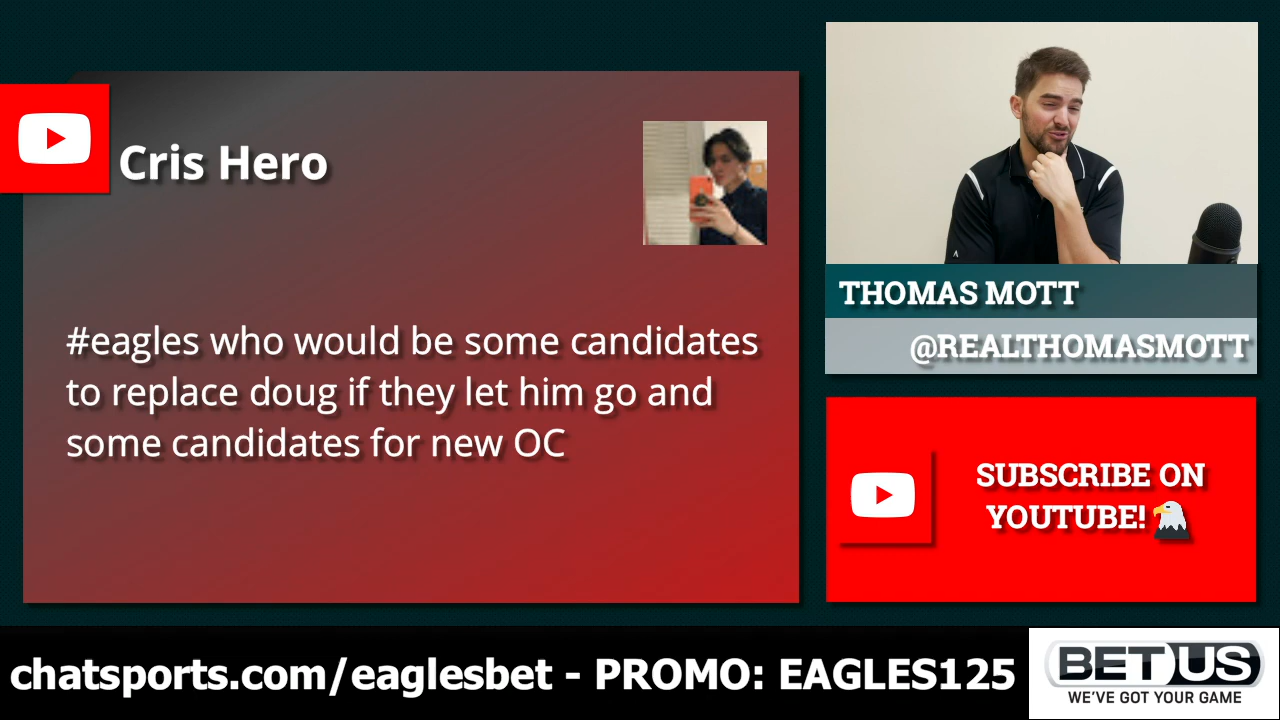 Cris Hero
#eagles who would be some candidates
to replace doug if they let him go and
some candidates for new OC
THOMAS MOTT
@REALTHOMASMOTT
SUBSCRIBE ON
YOUTUBE!
chatsports.com/eaglesbet - PROMO: EAGLES125
BETUS
WE'VE GOT YOUR GAME